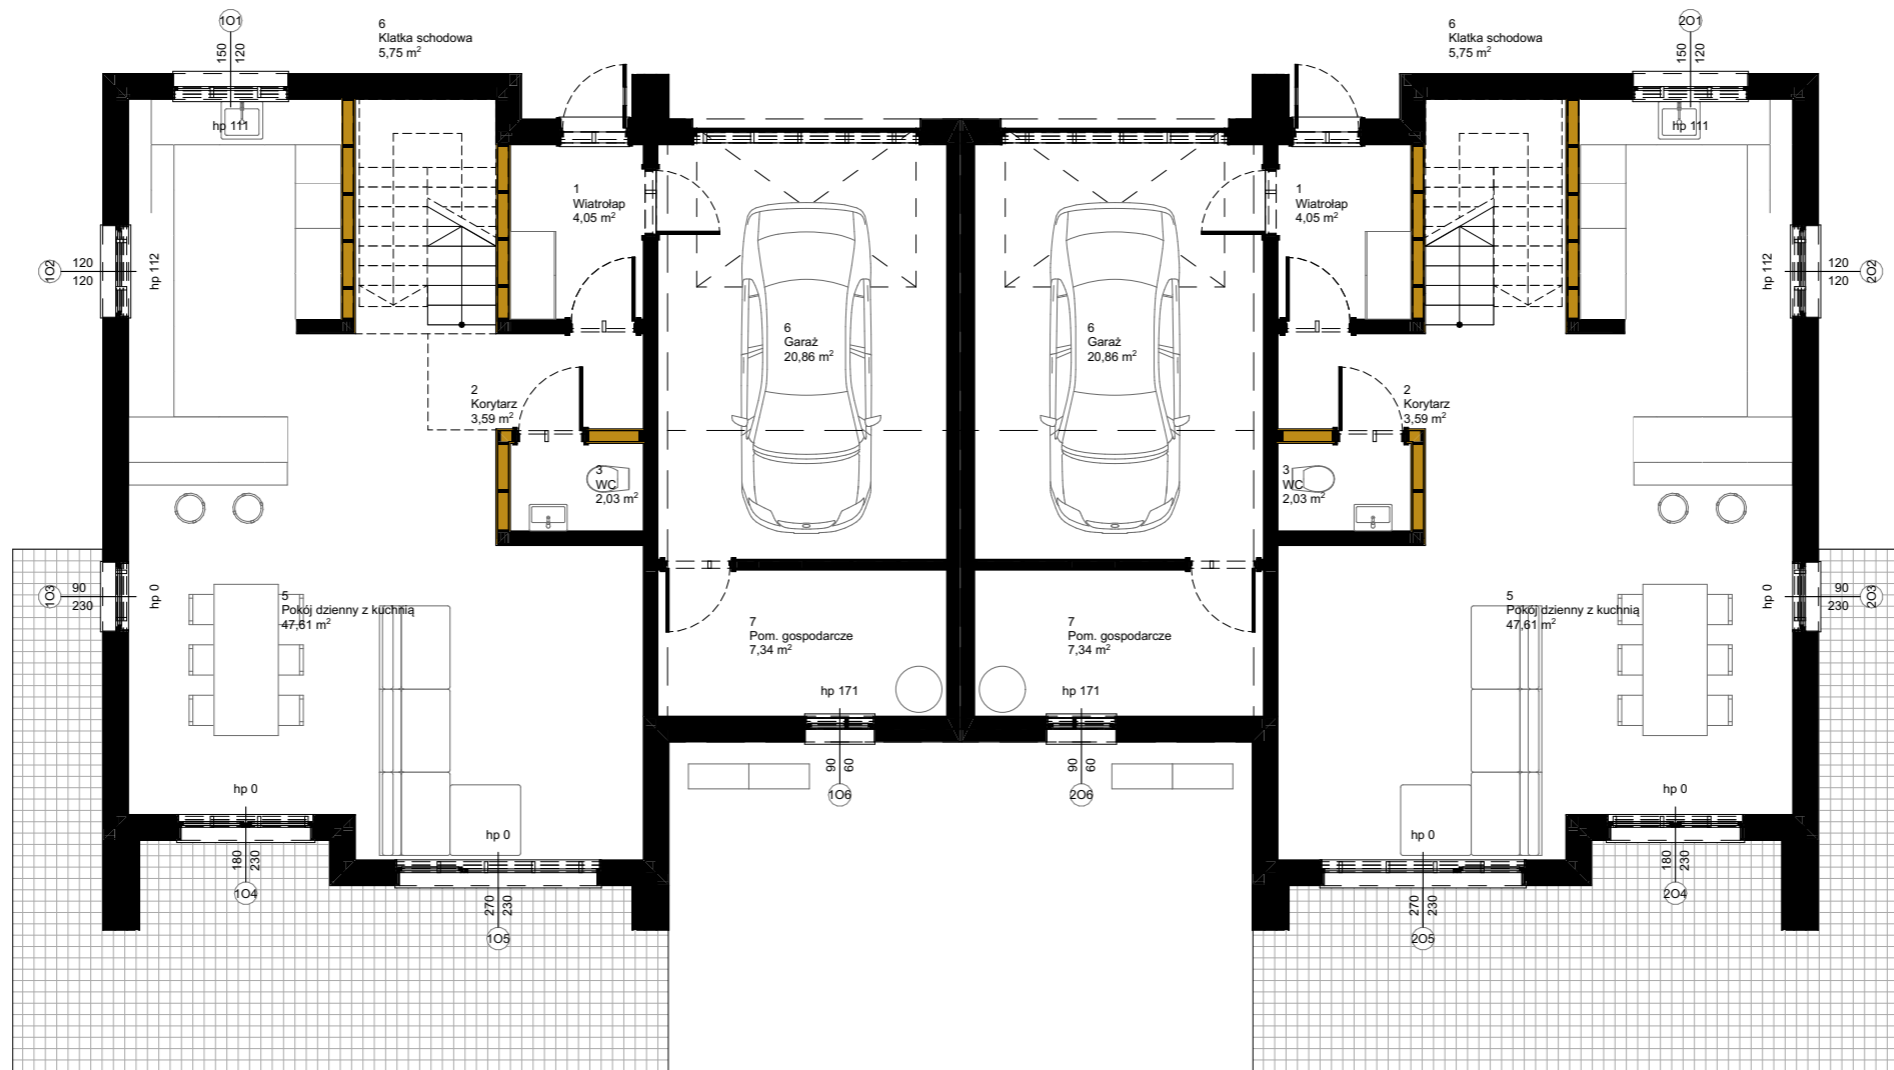 1O1
150
120
6
Klatka schodowa
5,75 m²
6
Klatka schodowa
5,75 m²
2O1
150
120
hp 111
hp 111
1
Wiatrołap
4,05 m²
1
Wiatrołap
4,05 m²
1O2
120
120
hp 112
hp 112
120
120
2O2
6
Garaż
20,86 m²
6
Garaż
20,86 m²
2
Korytarz
3,59 m²
2
Korytarz
3,59 m²
3
WC
2,03 m²
3
WC
2,03 m²
1O3
90
230
hp 0
5
Pokój dzienny z kuchnią
47,61 m²
5
Pokój dzienny z kuchnią
47,61 m²
hp 0
90
230
2O3
7
Pom. gospodarcze
7,34 m²
7
Pom. gospodarcze
7,34 m²
hp 171
hp 171
90
60
1O6
90
60
2O6
hp 0
hp 0
hp 0
hp 0
180
230
1O4
180
230
2O4
270
230
1O5
270
230
2O5